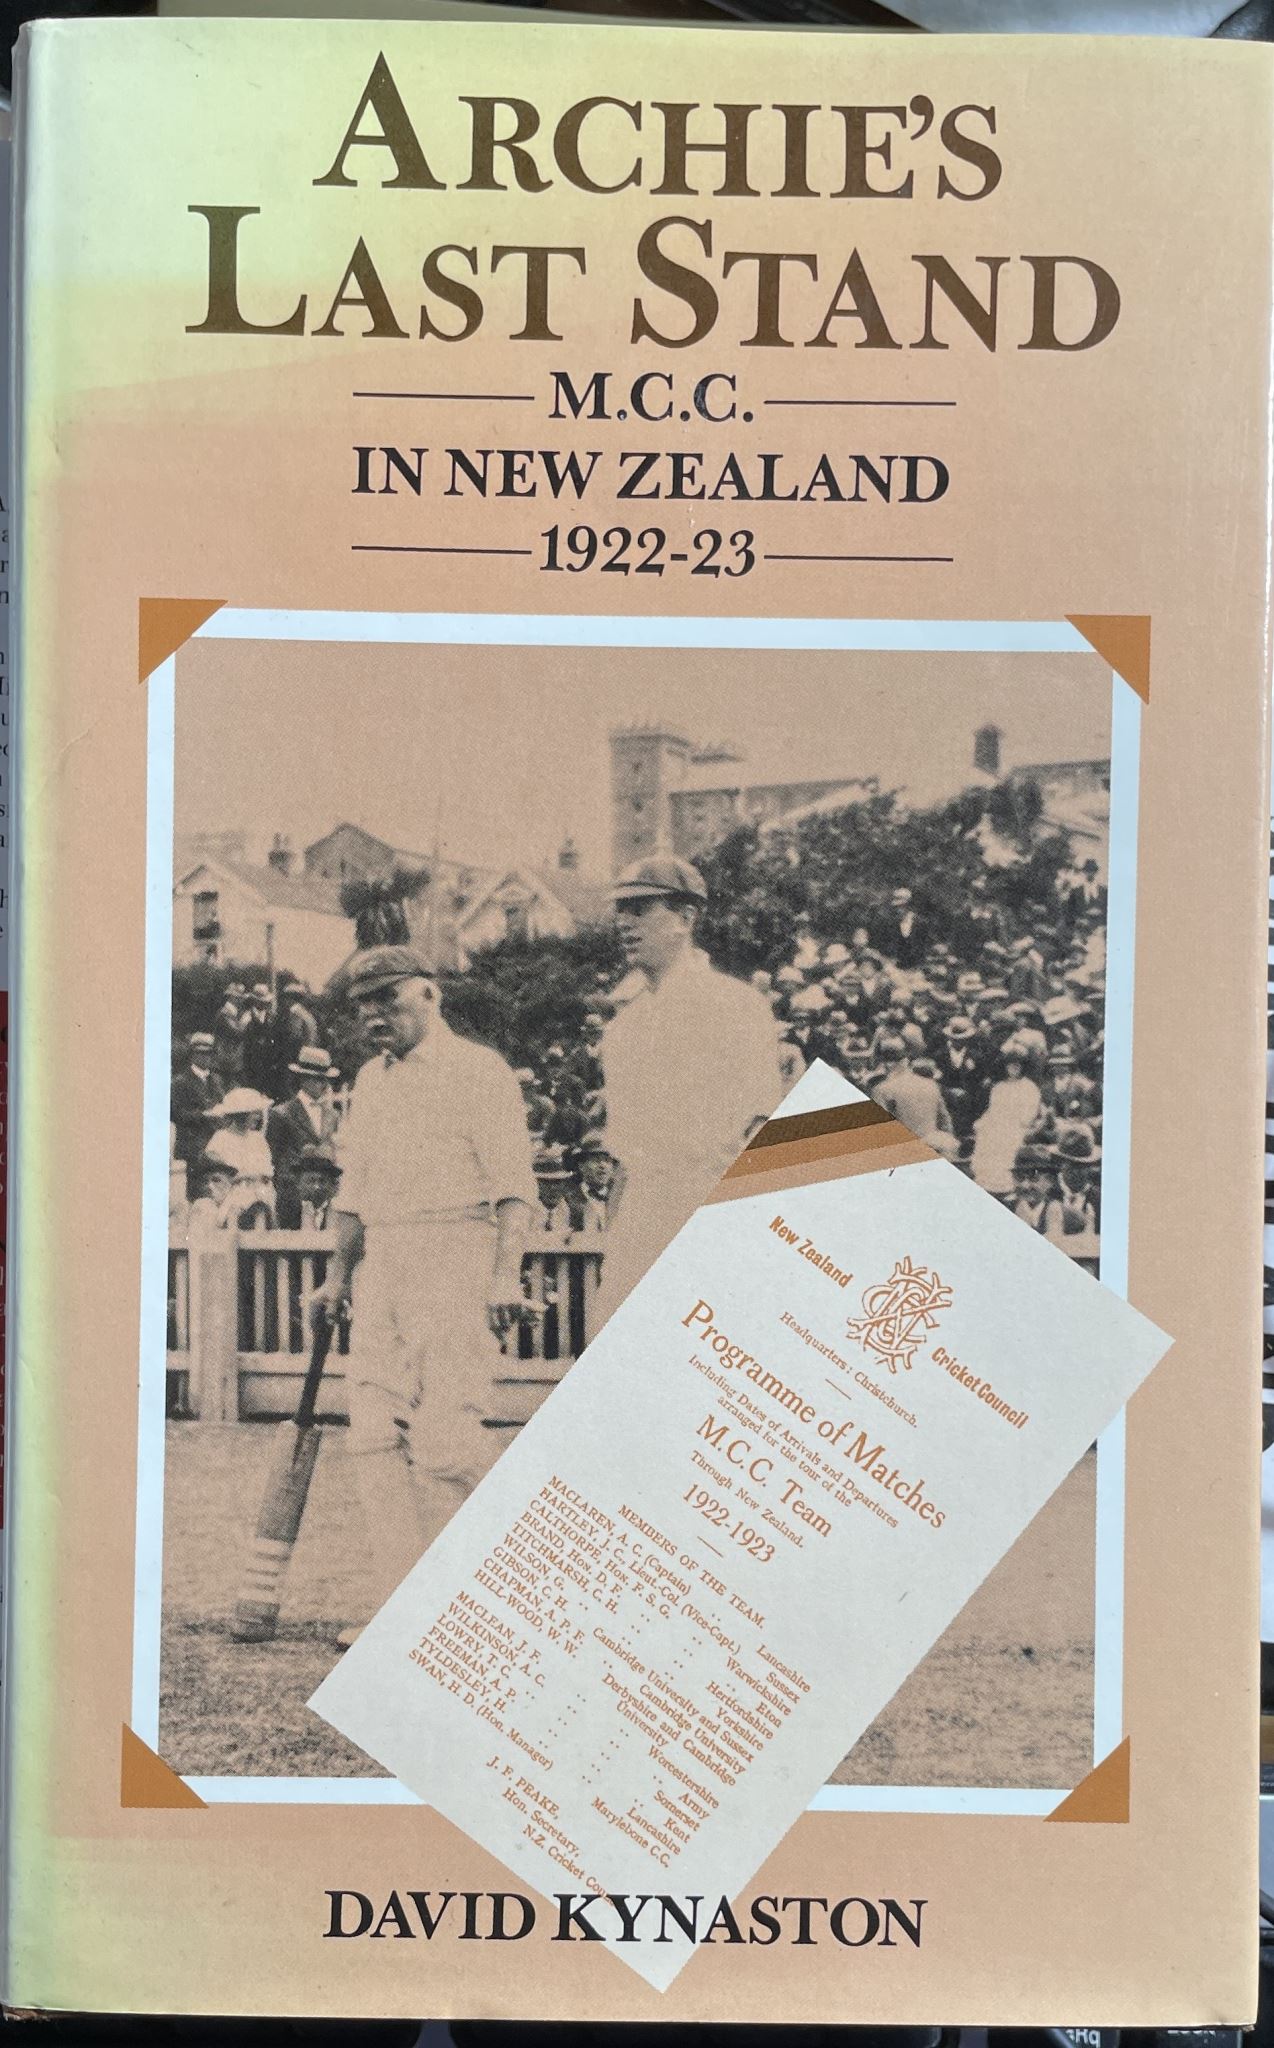 ARCHIE'S
LAST STAND
M.C.C.
IN NEW ZEALAND
1922-23
New Zealand Cricket Council
Headquarters: Christchurch.
Programme of Matches
Including Dates of Arrivals and Departures
arranged for the tour of the
M.C.C. Team
Through New Zealand.
1922-1923
MEMBERS OF THE TEAM.
MACLAREN, A. C. (Captain) .. Lancashire
HARTLEY, J. C., Lieut.-Col. (Vice-Capt.) Sussex
CALTHORPE, Hon. F. S. G. .. Warwickshire
BRAND, Hon. D. F. .. .. Eton
TITCHMARSH, C. H. .. Hertfordshire
WILSON, G. .. .. Yorkshire
GIBSON, C. H. .. Cambridge University and Sussex
CHAPMAN, A. P. F. .. Cambridge University
HILL-WOOD, W. W. .. Derbyshire and Cambridge
University
MACLEAN, J. F. .. .. Worcestershire
WILKINSON, A. C. .. .. Army
LOWRY, T. C. .. .. Somerset
FREEMAN, A. P. .. .. Kent
TYLDESLEY, H. .. .. Lancashire
SWAN, H. D. (Hon. Manager) .. Marylebone C.C.
J. F. PEAKE,
Hon. Secretary,
N.Z. Cricket
DAVID KYNASTON